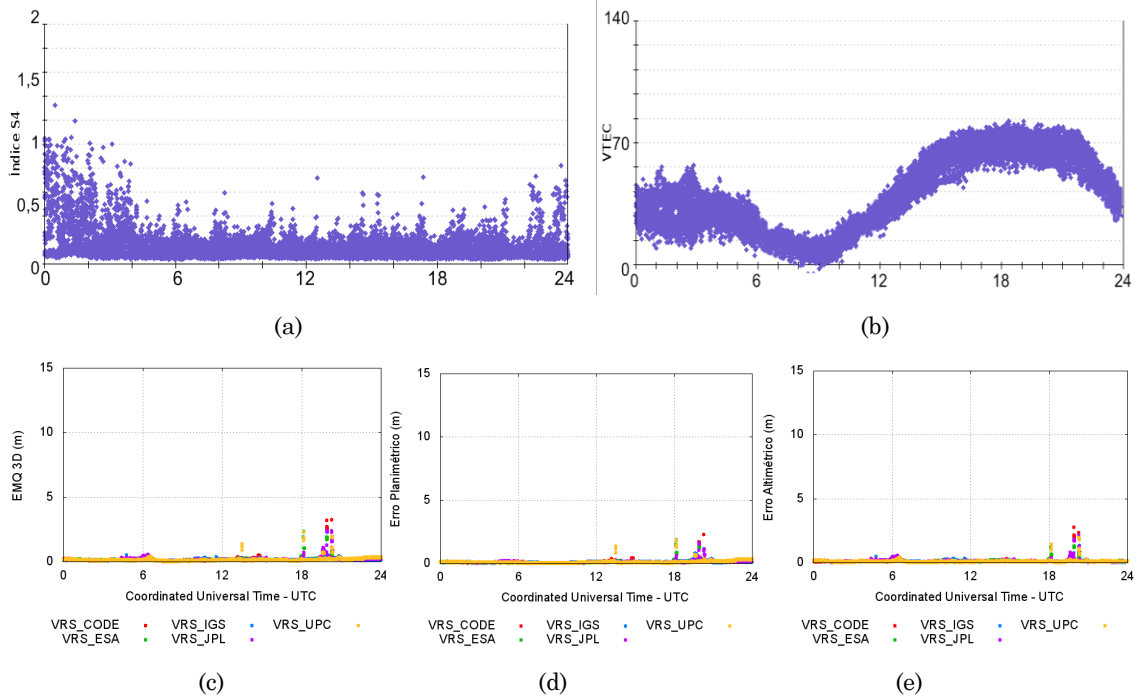 2
1,5
1
0,5
0
Índice S4
0 6 12 18 24
(a)
140
70
0
VTEC
0 6 12 18 24
(b)
15
10
5
0
EMQ 3D (m)
0 6 12 18 24
Coordinated Universal Time - UTC
VRS_CODE VRS_IGS VRS_UPC
VRS_ESA VRS_JPL
(c)
15
10
5
0
Erro Planimétrico (m)
0 6 12 18 24
Coordinated Universal Time - UTC
VRS_CODE VRS_IGS VRS_UPC
VRS_ESA VRS_JPL
(d)
15
10
5
0
Erro Altimétrico (m)
0 6 12 18 24
Coordinated Universal Time - UTC
VRS_CODE VRS_IGS VRS_UPC
VRS_ESA VRS_JPL
(e)